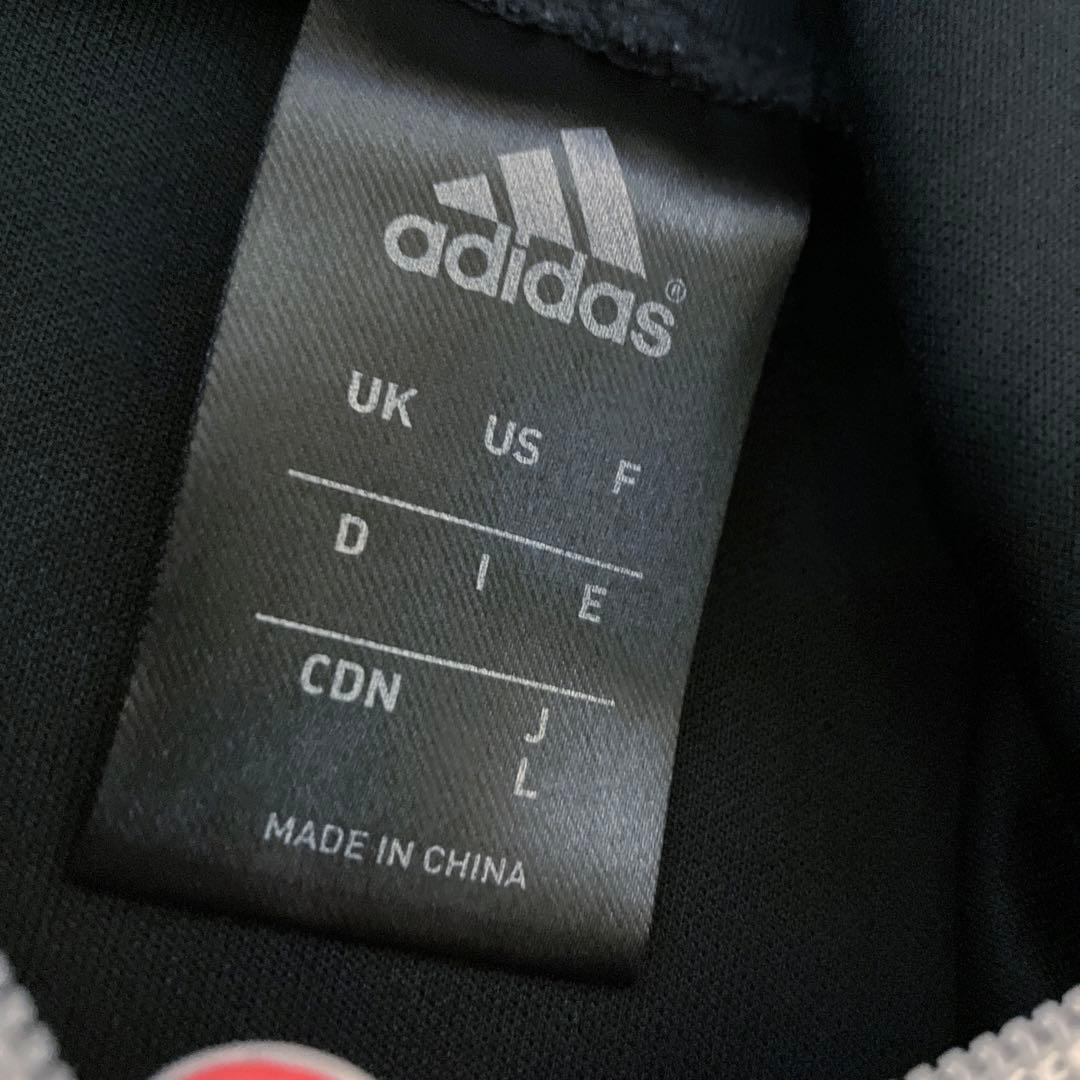 adidas®
UK US F
D I E
CDN J
L
MADE IN CHINA